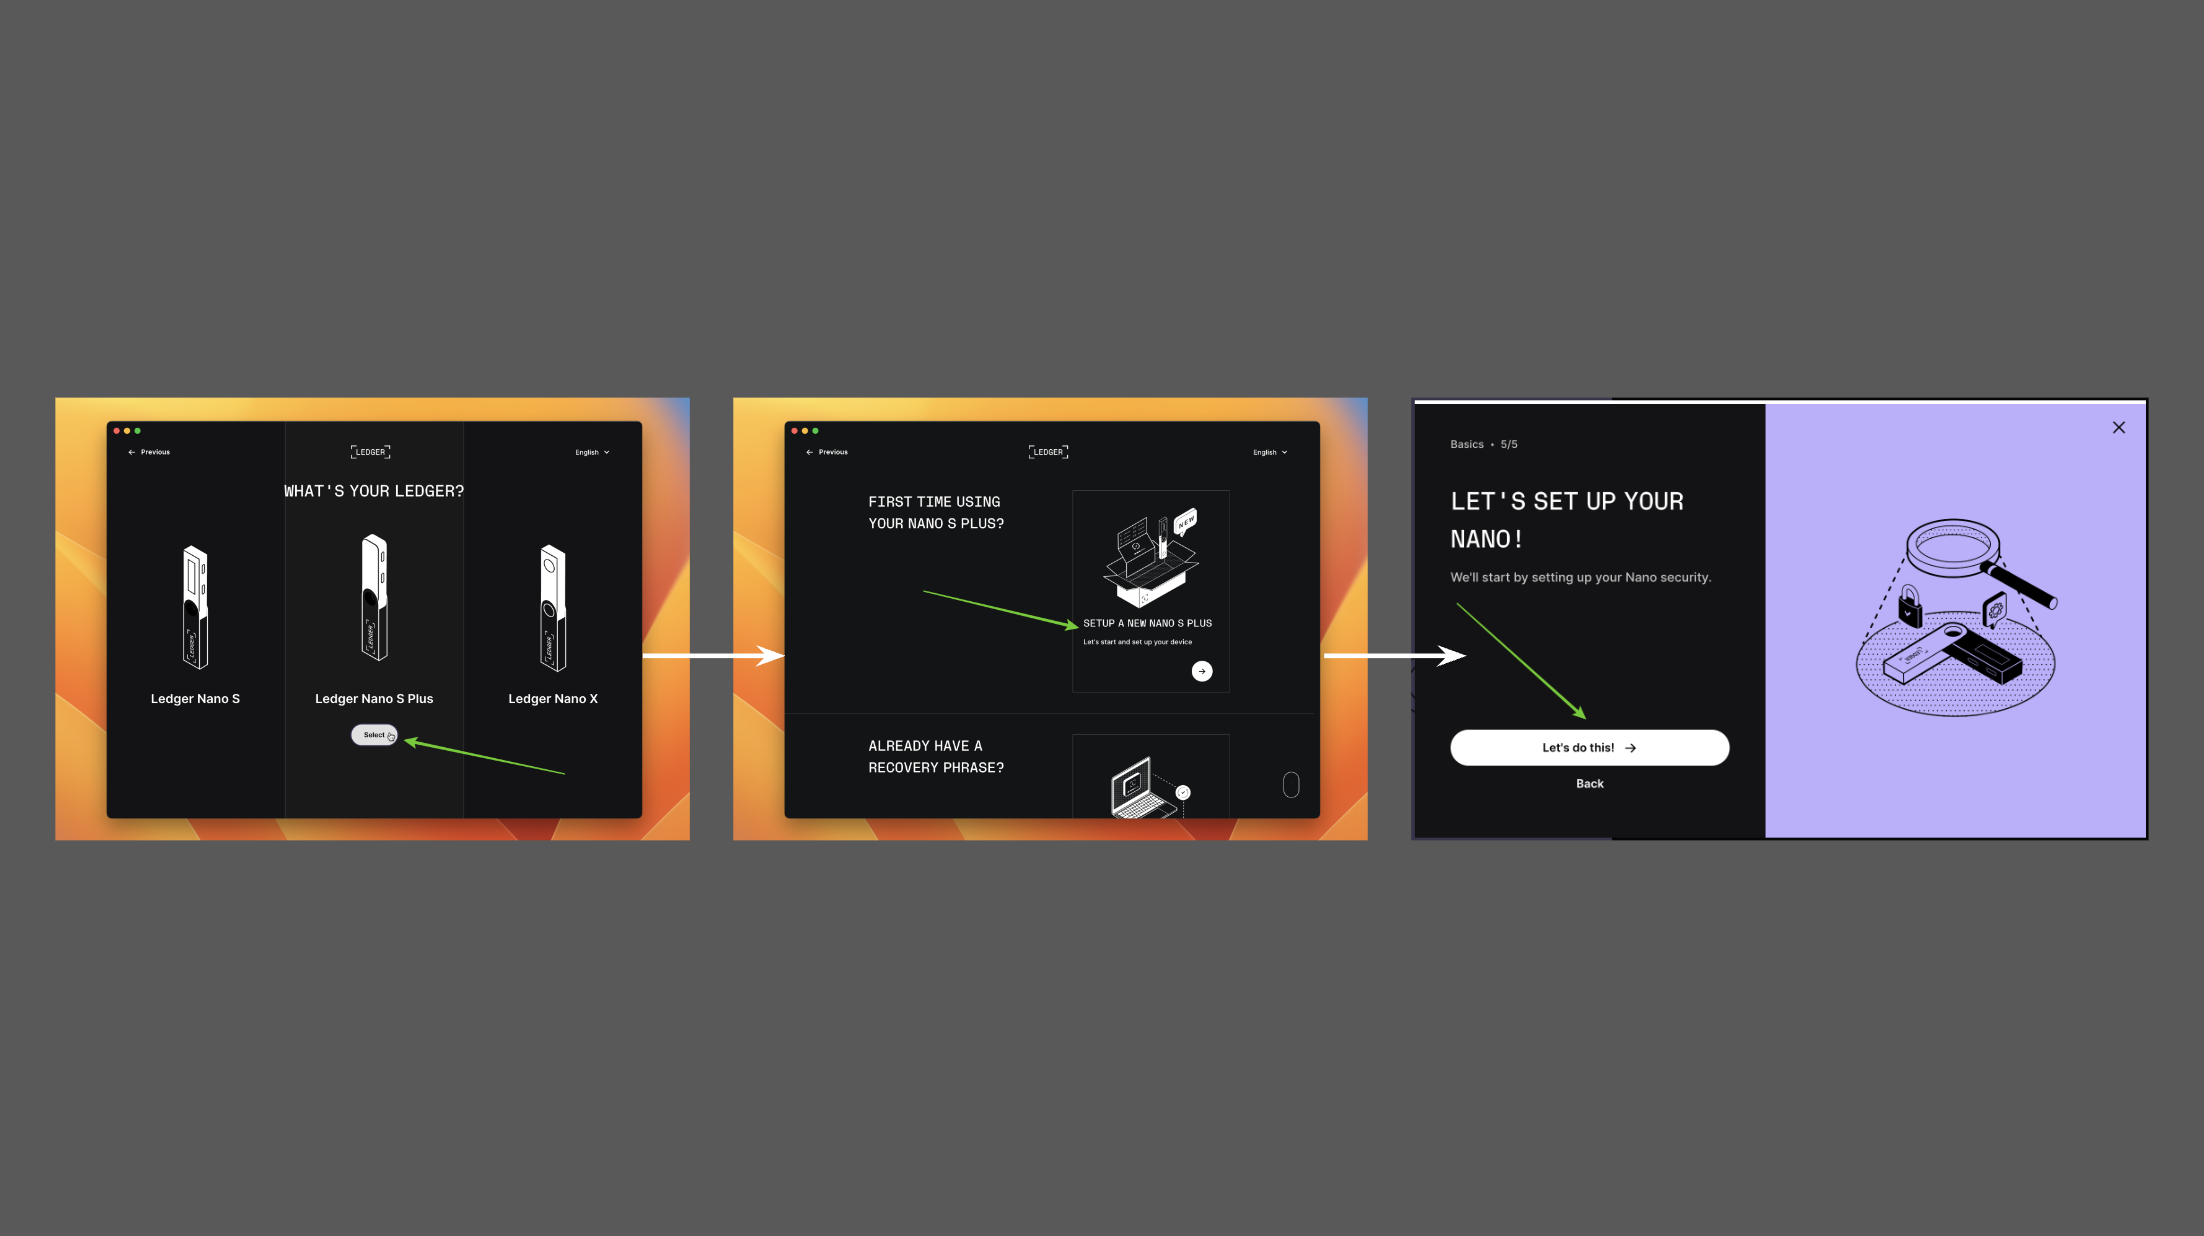 Previous
LEDGER
English
WHAT'S YOUR LEDGER?
LEDGER
LEDGER
LEDGER
Ledger Nano S
Ledger Nano S Plus
Ledger Nano X
Select
Previous
LEDGER
English
FIRST TIME USING
YOUR NANO S PLUS?
NEW
SETUP A NEW NANO S PLUS
Let's start and set up your device
ALREADY HAVE A
RECOVERY PHRASE?
Basics • 5/5
LET'S SET UP YOUR
NANO!
We'll start by setting up your Nano security.
Let's do this!
Back